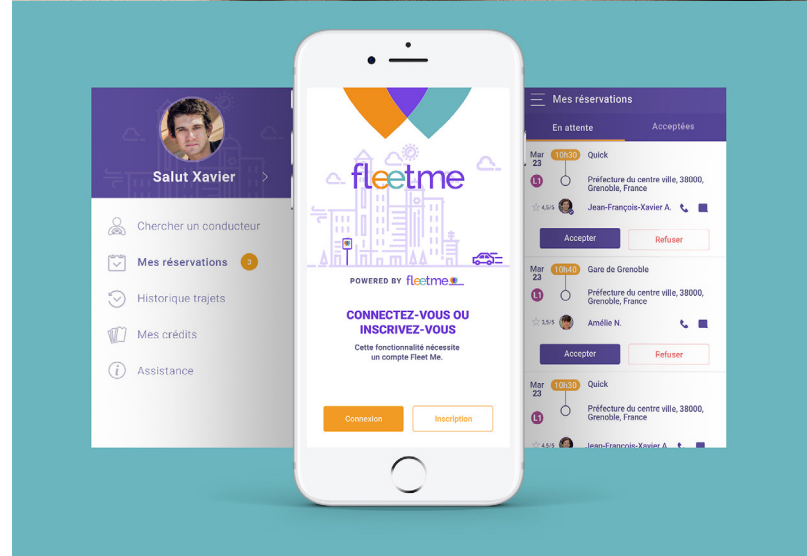 Salut Xavier
Chercher un conducteur
Mes réservations 3
Historique trajets
Mes crédits
Assistance
fleetme
POWERED BY fleetme
CONNECTEZ-VOUS OU
INSCRIVEZ-VOUS
Cette fonctionnalité nécessite
un compte Fleet Me.
Connexion
Inscription
Mes réservations
En attente
Acceptées
Mar 10h30 Quick
23
L1
Préfecture du centre ville, 38000,
Grenoble, France
4,5/5 Jean-François-Xavier A.
Accepter
Refuser
Mar 10h40 Gare de Grenoble
23
L1
Préfecture du centre ville, 38000,
Grenoble, France
3,5/5 Amélie N.
Accepter
Refuser
Mar 10h30 Quick
23
L1
Préfecture du centre ville, 38000,
Grenoble, France
4,5/5 Jean-François-Xavier A.